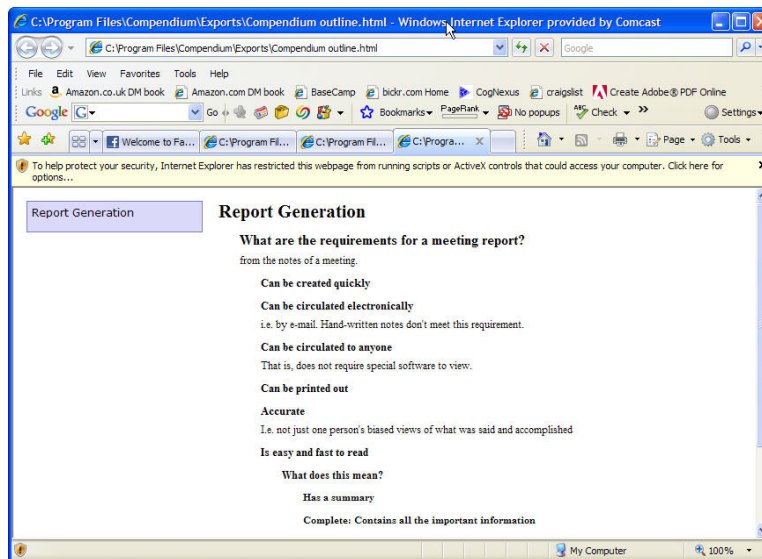 C:\Program Files\Compendium\Exports\Compendium outline.html - Windows Internet Explorer provided by Comcast
C:\Program Files\Compendium\Exports\Compendium outline.html
Google
File Edit View Favorites Tools Help
Links Amazon.co.uk DM book Amazon.com DM book BaseCamp bickr.com Home CogNexus craigslist Create Adobe® PDF Online
Google G Go Bookmarks PageRank No popups ABC Check » Settings
Welcome to Fa... C:\Program Fil... C:\Program Fil... C:\Progra... X Page Tools
To help protect your security, Internet Explorer has restricted this webpage from running scripts or ActiveX controls that could access your computer. Click here for
options...
Report Generation
Report Generation
What are the requirements for a meeting report?
from the notes of a meeting.
Can be created quickly
Can be circulated electronically
i.e. by e-mail. Hand-written notes don't meet this requirement.
Can be circulated to anyone
That is, does not require special software to view.
Can be printed out
Accurate
I.e. not just one person's biased views of what was said and accomplished
Is easy and fast to read
What does this mean?
Has a summary
Complete: Contains all the important information
My Computer 100%